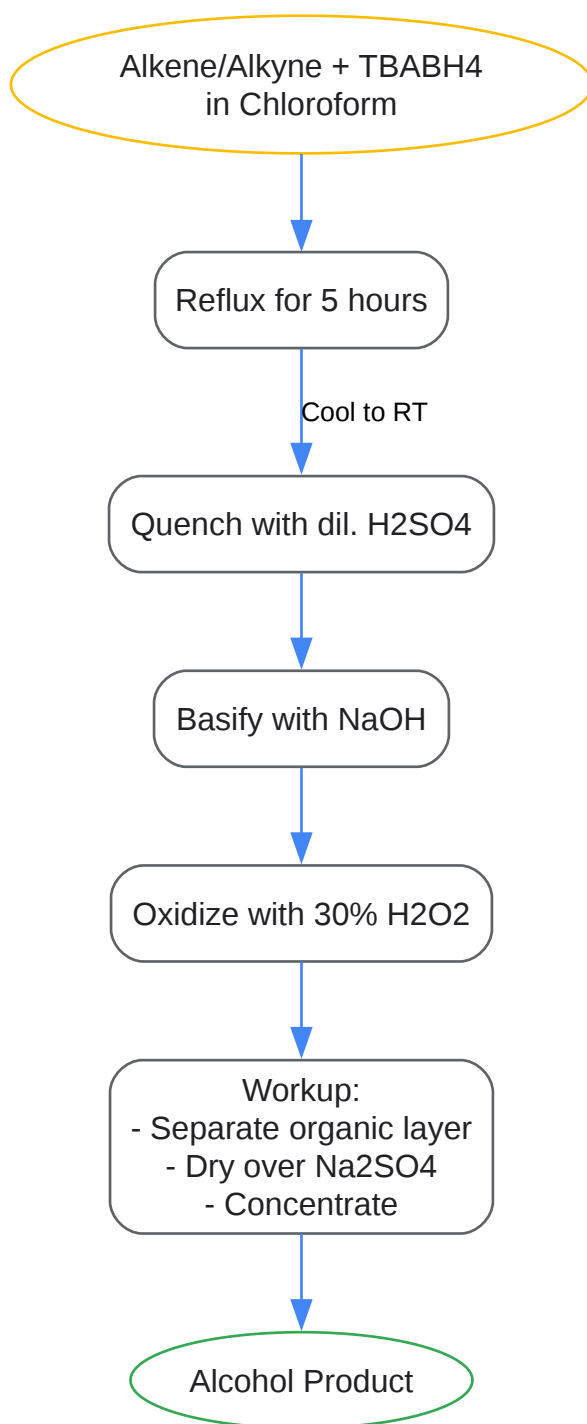 Alkene/Alkyne + TBABH4
in Chloroform
Reflux for 5 hours
Cool to RT
Quench with dil. H2SO4
Basify with NaOH
Oxidize with 30% H2O2
Workup:
- Separate organic layer
- Dry over Na2SO4
- Concentrate
Alcohol Product